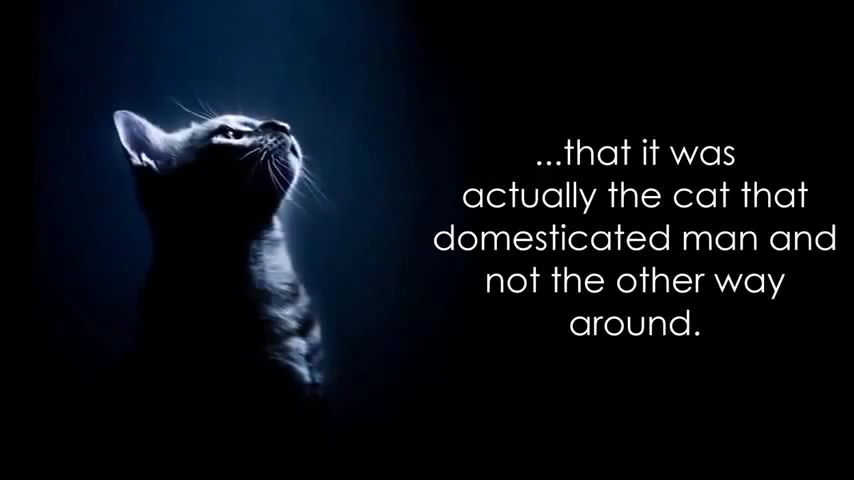 ...that it was
actually the cat that
domesticated man and
not the other way
around.